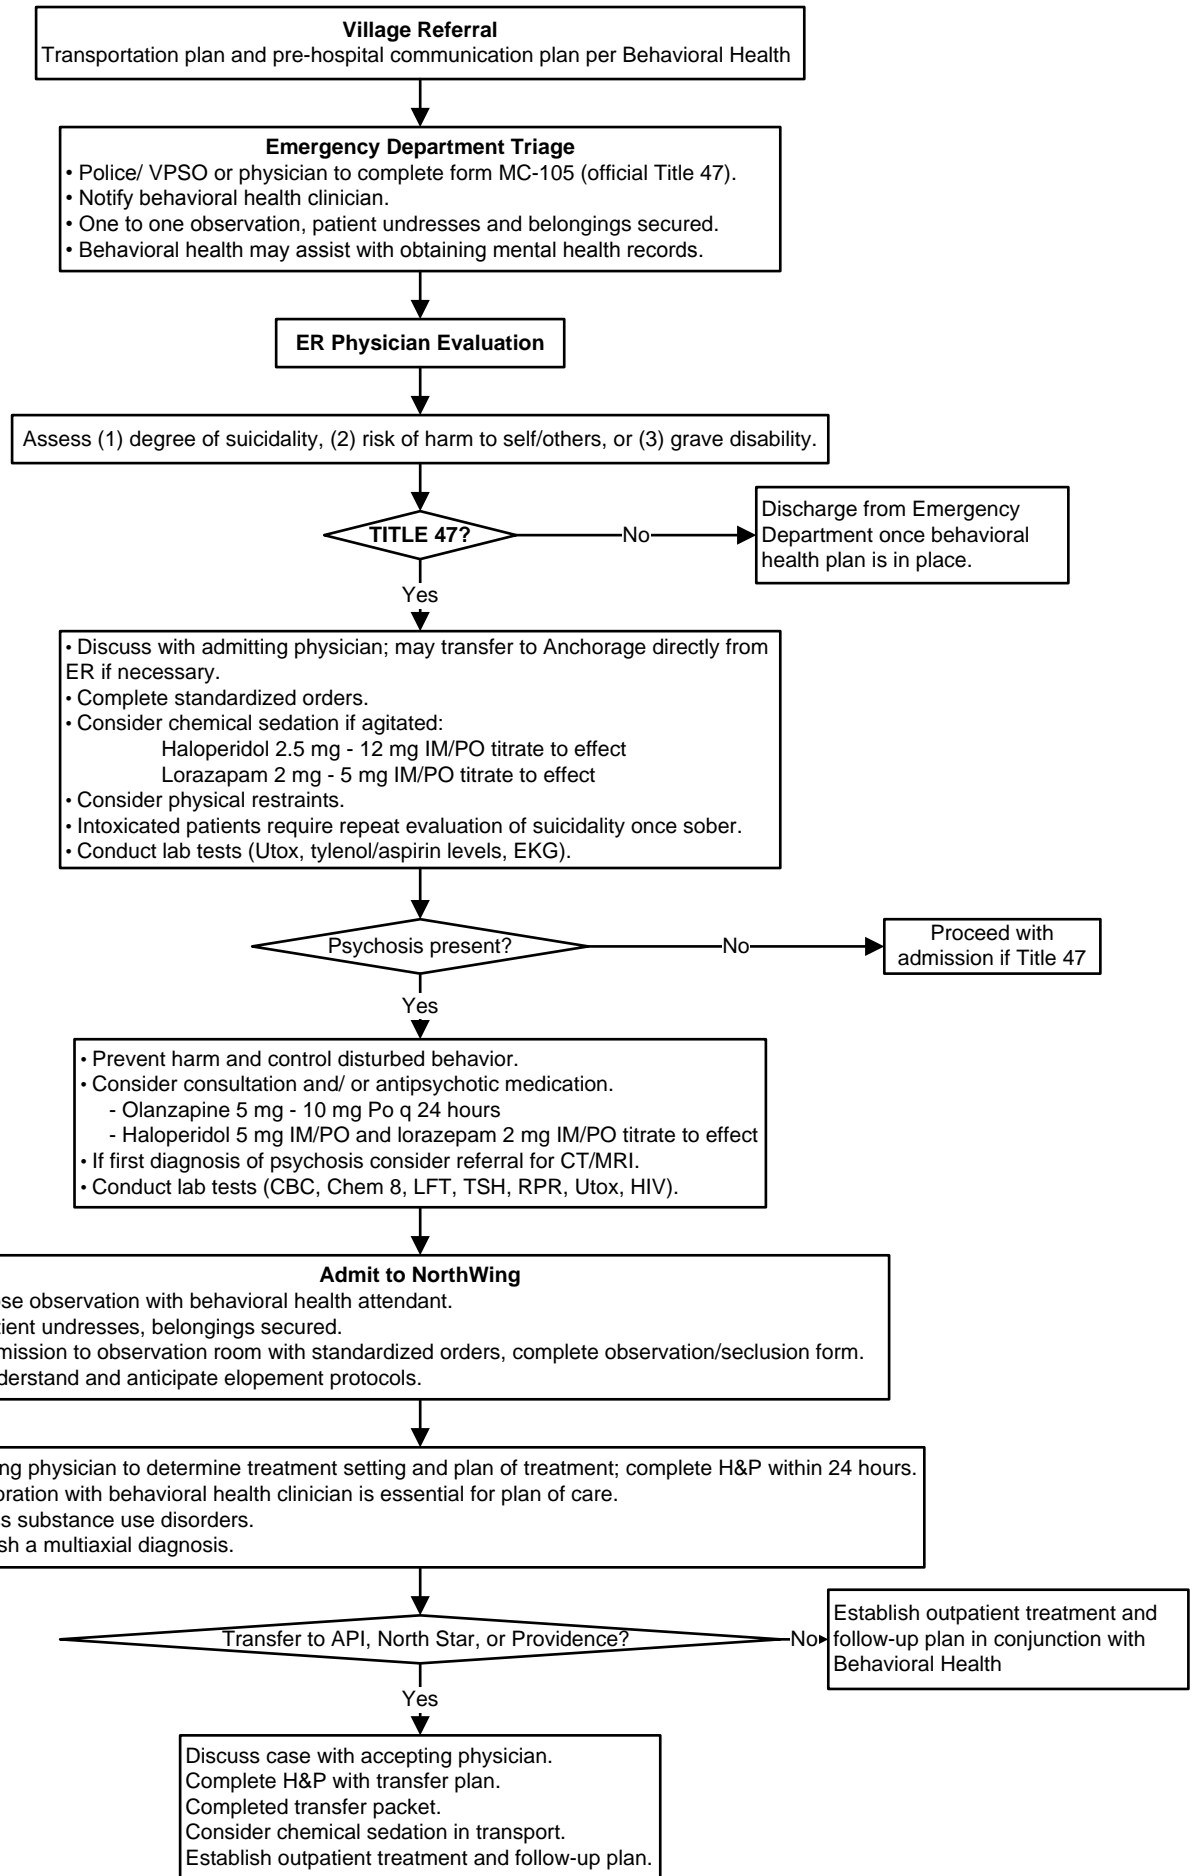 Village Referral
Transportation plan and pre-hospital communication plan per Behavioral Health
Emergency Department Triage
• Police/ VPSO or physician to complete form MC-105 (official Title 47).
• Notify behavioral health clinician.
• One to one observation, patient undresses and belongings secured.
• Behavioral health may assist with obtaining mental health records.
ER Physician Evaluation
Assess (1) degree of suicidality, (2) risk of harm to self/others, or (3) grave disability.
TITLE 47?
No
Discharge from Emergency
Department once behavioral
health plan is in place.
Yes
• Discuss with admitting physician; may transfer to Anchorage directly from
ER if necessary.
• Complete standardized orders.
• Consider chemical sedation if agitated:
Haloperidol 2.5 mg - 12 mg IM/PO titrate to effect
Lorazapam 2 mg - 5 mg IM/PO titrate to effect
• Consider physical restraints.
• Intoxicated patients require repeat evaluation of suicidality once sober.
• Conduct lab tests (Utox, tylenol/aspirin levels, EKG).
Psychosis present?
No
Proceed with
admission if Title 47
Yes
• Prevent harm and control disturbed behavior.
• Consider consultation and/ or antipsychotic medication.
- Olanzapine 5 mg - 10 mg Po q 24 hours
- Haloperidol 5 mg IM/PO and lorazepam 2 mg IM/PO titrate to effect
• If first diagnosis of psychosis consider referral for CT/MRI.
• Conduct lab tests (CBC, Chem 8, LFT, TSH, RPR, Utox, HIV).
Admit to NorthWing
observation with behavioral health attendant.
undresses, belongings secured.
to observation room with standardized orders, complete observation/seclusion form.
and anticipate elopement protocols.
physician to determine treatment setting and plan of treatment; complete H&P within 24 hours.
with behavioral health clinician is essential for plan of care.
substance use disorders.
a multiaxial diagnosis.
Transfer to API, North Star, or Providence?
No
Establish outpatient treatment and
follow-up plan in conjunction with
Behavioral Health
Yes
Discuss case with accepting physician.
Complete H&P with transfer plan.
Completed transfer packet.
Consider chemical sedation in transport.
Establish outpatient treatment and follow-up plan.